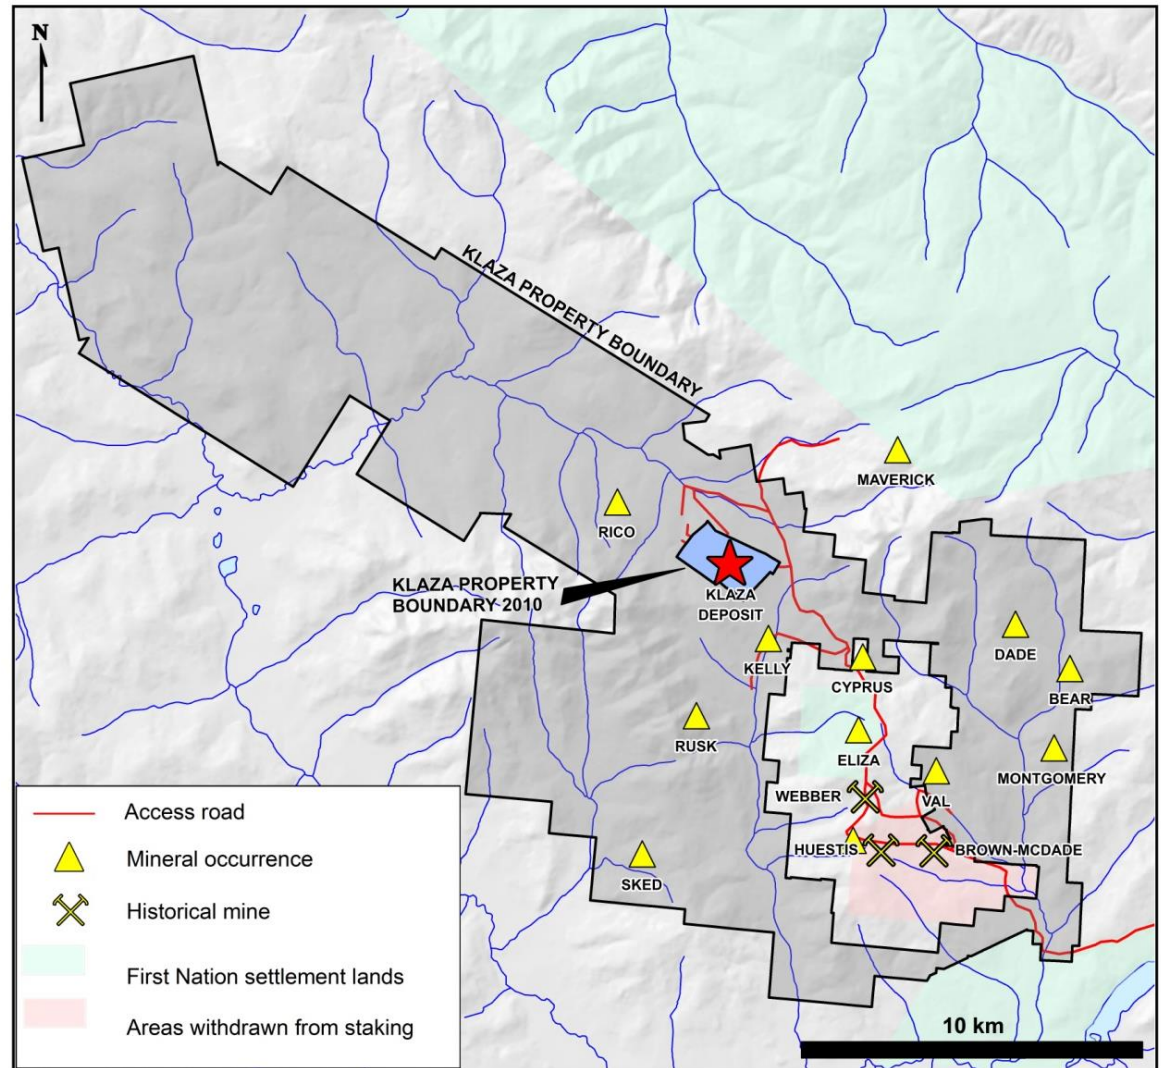 N
KLAZA PROPERTY BOUNDARY
MAVERICK
RICO
KLAZA PROPERTY
BOUNDARY 2010
KLAZA
DEPOSIT
DADE
KELLY
CYPRUS
BEAR
RUSK
ELIZA
MONTGOMERY
WEBBER
VAL
HUESTIS
BROWN-MCDADE
SKED
Access road
Mineral occurrence
Historical mine
First Nation settlement lands
Areas withdrawn from staking
10 km